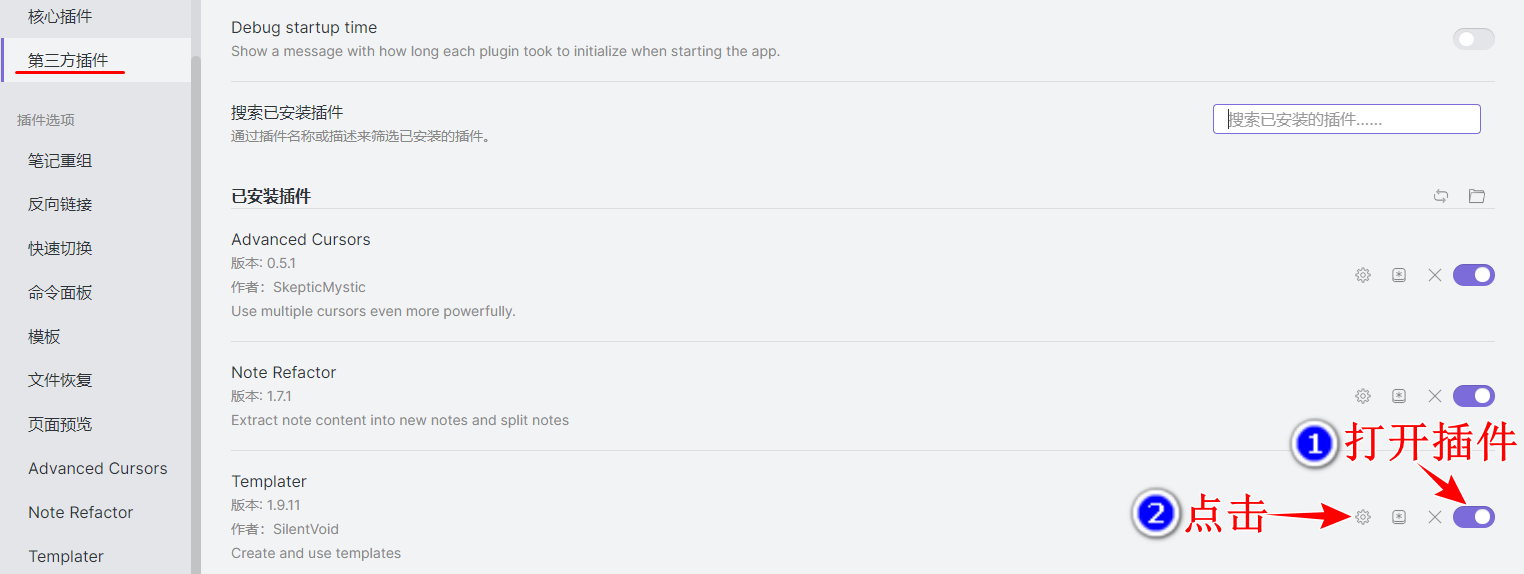 核心插件
第三方插件
插件选项
笔记重组
反向链接
快速切换
命令面板
模板
文件恢复
页面预览
Advanced Cursors
Note Refactor
Templater
Debug startup time
Show a message with how long each plugin took to initialize when starting the app.
搜索已安装插件
通过插件名称或描述来筛选已安装的插件。
搜索已安装的插件......
已安装插件
Advanced Cursors
版本: 0.5.1
作者：SkepticMystic
Use multiple cursors even more powerfully.
Note Refactor
版本: 1.7.1
Extract note content into new notes and split notes
1 打开插件
Templater
版本: 1.9.11
作者：SilentVoid
Create and use templates
2 点击